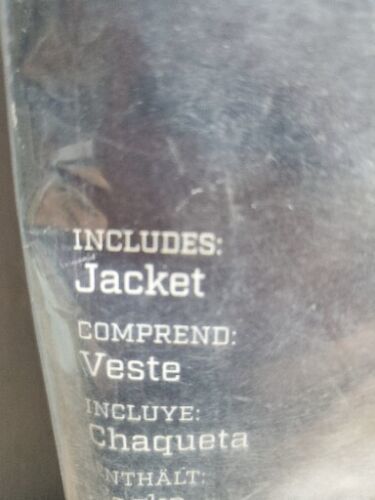 INCLUDES:
Jacket
COMPREND:
Veste
INCLUYE:
Chaqueta
ENTHÄLT: